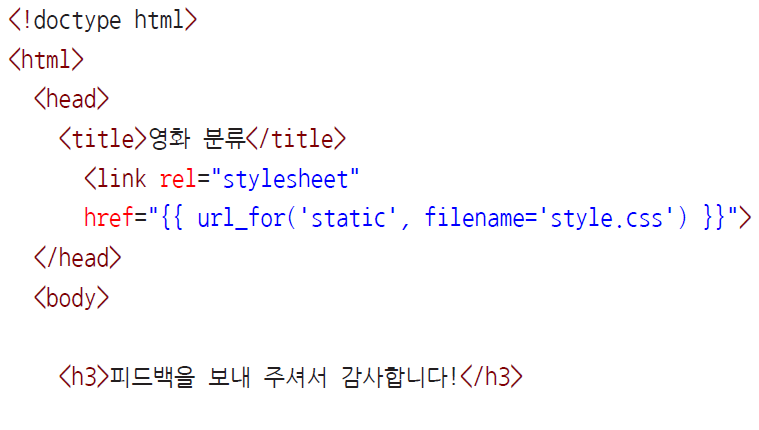 <!doctype html>
<html>
<head>
<title>영화 분류</title>
<link rel="stylesheet"
href="{{ url_for('static', filename='style.css') }}">
</head>
<body>
<h3>피드백을 보내 주셔서 감사합니다!</h3>